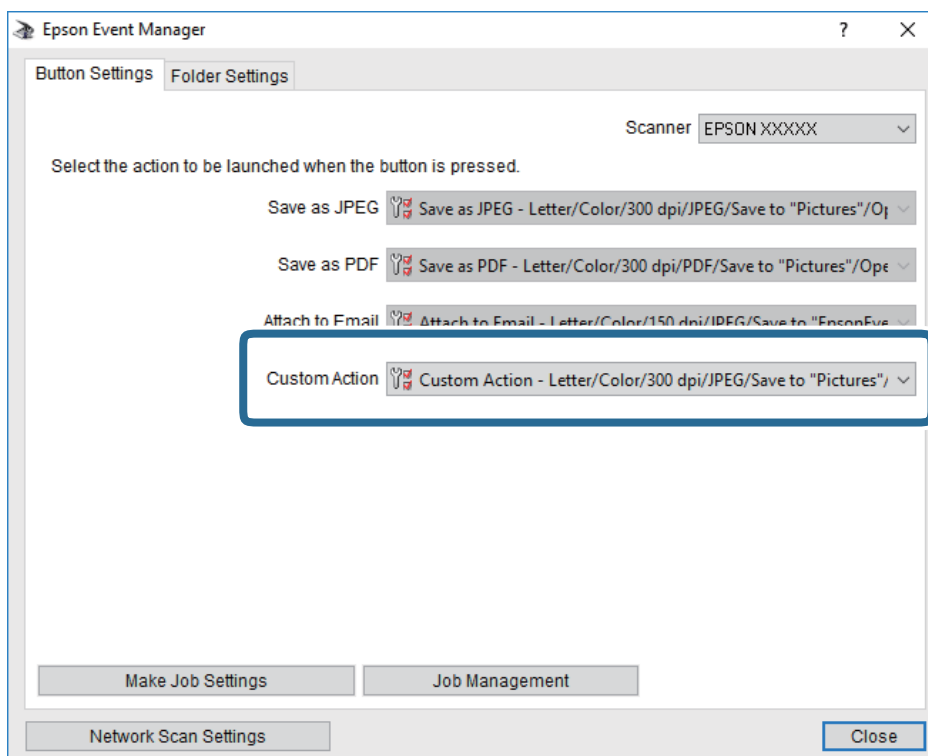 Epson Event Manager
Button Settings Folder Settings
Scanner EPSON XXXXX
Select the action to be launched when the button is pressed.
Save as JPEG Save as JPEG - Letter/Color/300 dpi/JPEG/Save to "Pictures"/Op
Save as PDF Save as PDF - Letter/Color/300 dpi/PDF/Save to "Pictures"/Ope
Attach to Email Attach to Email - Letter/Color/150 dpi/JPEG/Save to "EpsonEve
Custom Action Custom Action - Letter/Color/300 dpi/JPEG/Save to "Pictures"/
Make Job Settings Job Management
Network Scan Settings Close